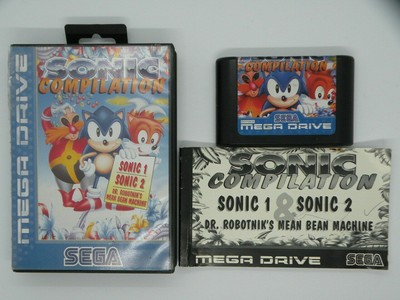 MEGA DRIVE
SONIC
COMPILATION
SONIC 1
SONIC 2
DR. ROBOTNIK'S
MEAN BEAN MACHINE
SEGA
COMPILATION
SEGA
MEGA DRIVE
SONIC
COMPILATION
SONIC 1 & SONIC 2
DR. ROBOTNIK'S MEAN BEAN MACHINE
MEGA DRIVE
SEGA